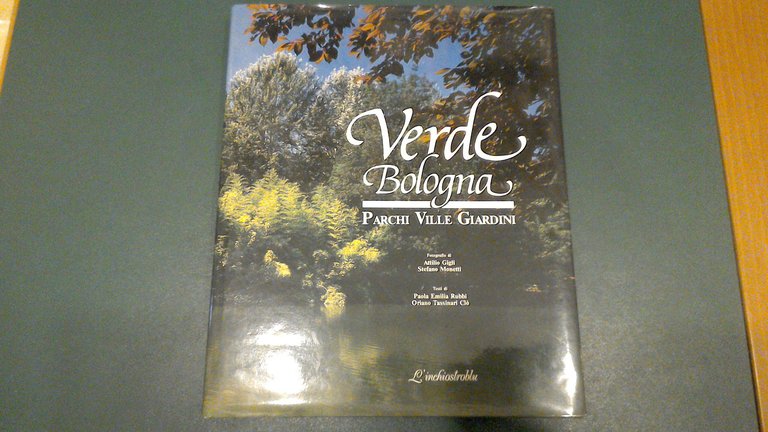 Verde
Bologna
PARCHI VILLE GIARDINI
Fotografie di
Attilio Gigli
Stefano Monetti
Testi di
Paola Emilia Rubbi
Oriano Tassinari Clò
L'inchiostroblu